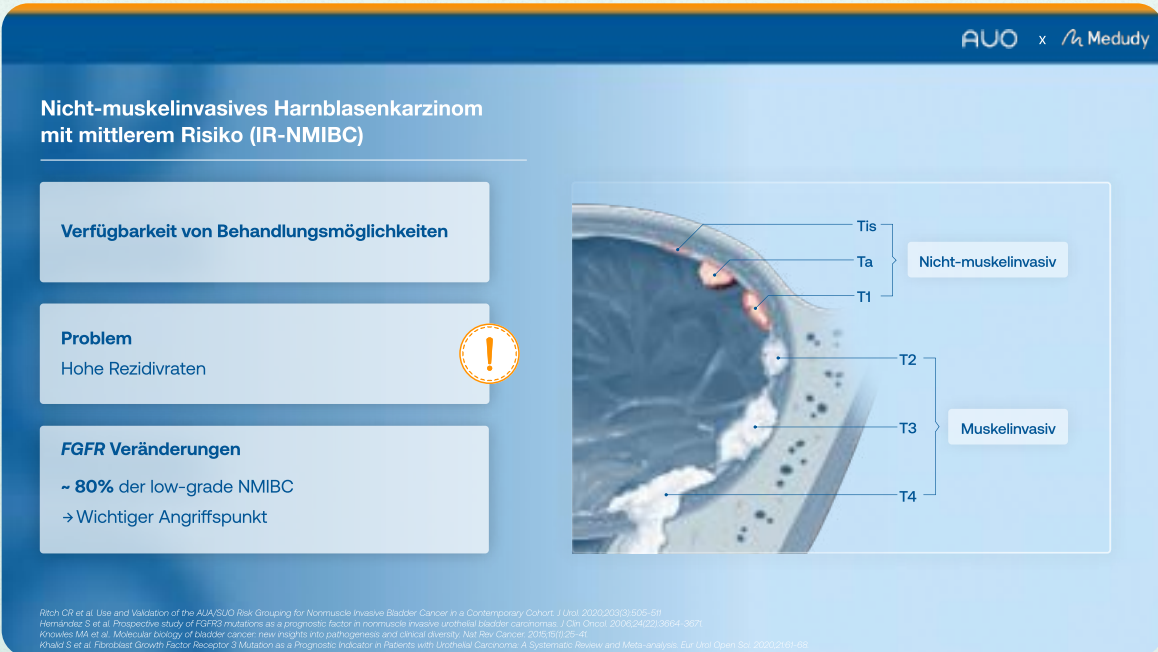 AUO x Medudy
Nicht-muskelinvasives Harnblasenkarzinom
mit mittlerem Risiko (IR-NMIBC)
Verfügbarkeit von Behandlungsmöglichkeiten
Problem
Hohe Rezidivraten
!
FGFR Veränderungen
~ 80% der low-grade NMIBC
→ Wichtiger Angriffspunkt
Tis
Ta
T1
Nicht-muskelinvasiv
T2
T3
T4
Muskelinvasiv
Ritch CR et al. Use and Validation of the AUA/SUO Risk Grouping for Nonmuscle Invasive Bladder Cancer in a Contemporary Cohort. J Urol. 2020;203(3):505-511
Hernández S et al. Prospective study of FGFR3 mutations as a prognostic factor in nonmuscle invasive urothelial bladder carcinomas. J Clin Oncol. 2006;24(22):3664-3671.
Knowles MA et al. Molecular biology of bladder cancer: new insights into pathogenesis and clinical diversity. Nat Rev Cancer. 2015;15(1):25-41.
Khalid S et al. Fibroblast Growth Factor Receptor 3 Mutation as a Prognostic Indicator in Patients with Urothelial Carcinoma: A Systematic Review and Meta-analysis. Eur Urol Open Sci. 2020;21:61-68.